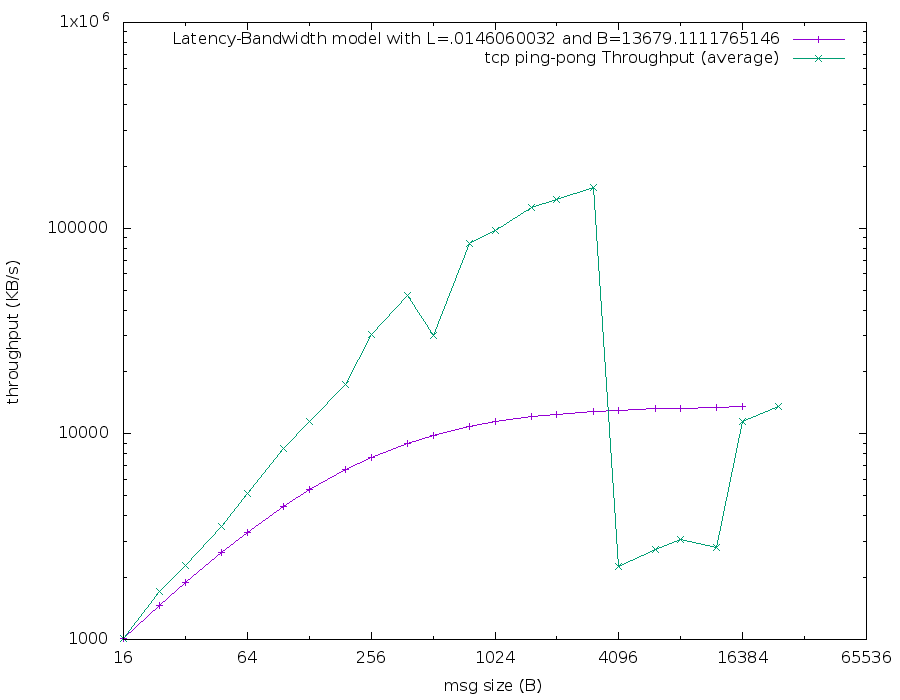 1x10^6
Latency-Bandwidth model with L=.0146060032 and B=13679.1111765146
tcp ping-pong Throughput (average)
100000
throughput (KB/s)
10000
1000
16 64 256 1024 4096 16384 65536
msg size (B)